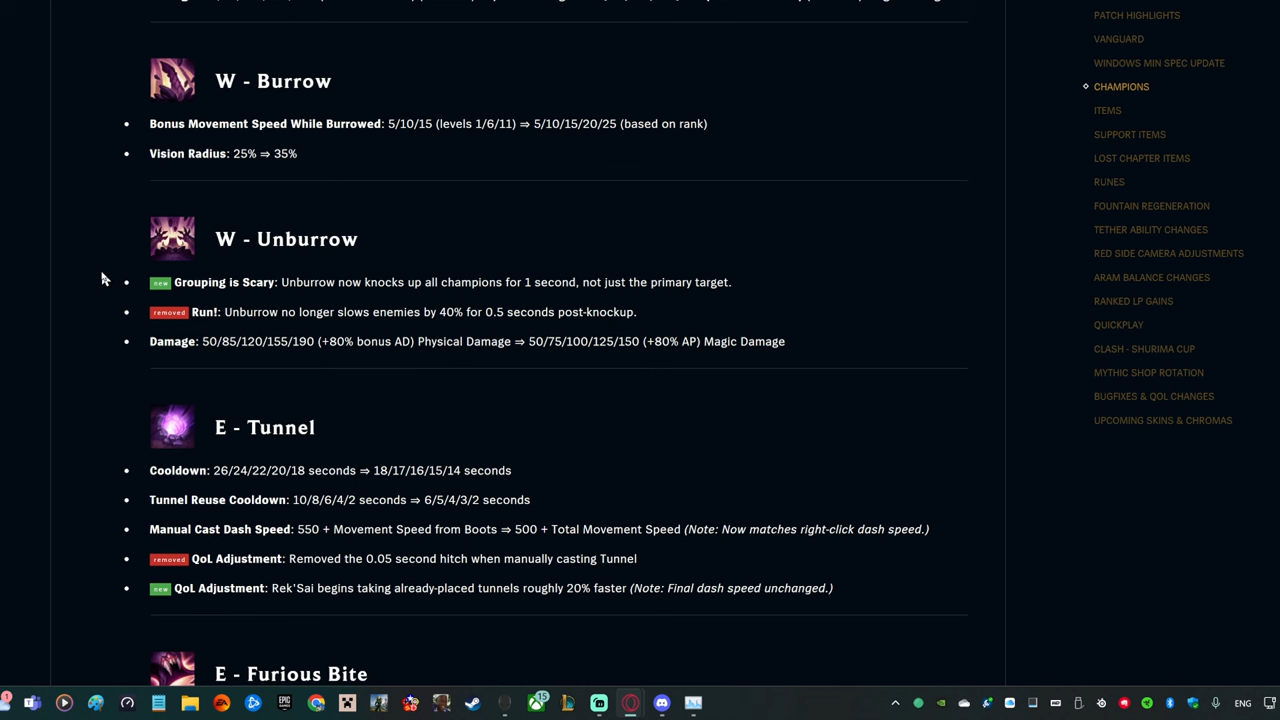 PATCH HIGHLIGHTS
VANGUARD
WINDOWS MIN SPEC UPDATE
CHAMPIONS
ITEMS
SUPPORT ITEMS
LOST CHAPTER ITEMS
RUNES
FOUNTAIN REGENERATION
TETHER ABILITY CHANGES
RED SIDE CAMERA ADJUSTMENTS
ARAM BALANCE CHANGES
RANKED LP GAINS
QUICKPLAY
CLASH - SHURIMA CUP
MYTHIC SHOP ROTATION
BUGFIXES & QOL CHANGES
UPCOMING SKINS & CHROMAS
W - Burrow
Bonus Movement Speed While Burrowed: 5/10/15 (levels 1/6/11) ⇒ 5/10/15/20/25 (based on rank)
Vision Radius: 25% ⇒ 35%
W - Unburrow
new Grouping is Scary: Unburrow now knocks up all champions for 1 second, not just the primary target.
removed Run!: Unburrow no longer slows enemies by 40% for 0.5 seconds post-knockup.
Damage: 50/85/120/155/190 (+80% bonus AD) Physical Damage ⇒ 50/75/100/125/150 (+80% AP) Magic Damage
E - Tunnel
Cooldown: 26/24/22/20/18 seconds ⇒ 18/17/16/15/14 seconds
Tunnel Reuse Cooldown: 10/8/6/4/2 seconds ⇒ 6/5/4/3/2 seconds
Manual Cast Dash Speed: 550 + Movement Speed from Boots ⇒ 500 + Total Movement Speed (Note: Now matches right-click dash speed.)
removed QoL Adjustment: Removed the 0.05 second hitch when manually casting Tunnel
new QoL Adjustment: Rek'Sai begins taking already-placed tunnels roughly 20% faster (Note: Final dash speed unchanged.)
E - Furious Bite
1
EA
EPIC GAMES
15
ENG